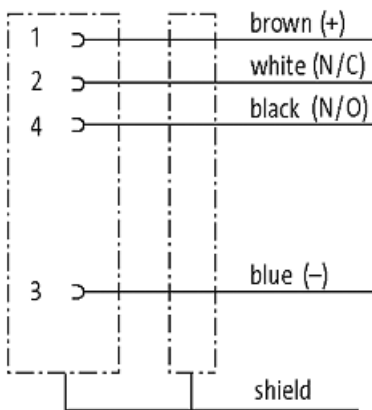 1 brown (+)
2 white (N/C)
4 black (N/O)
3 blue (–)
shield